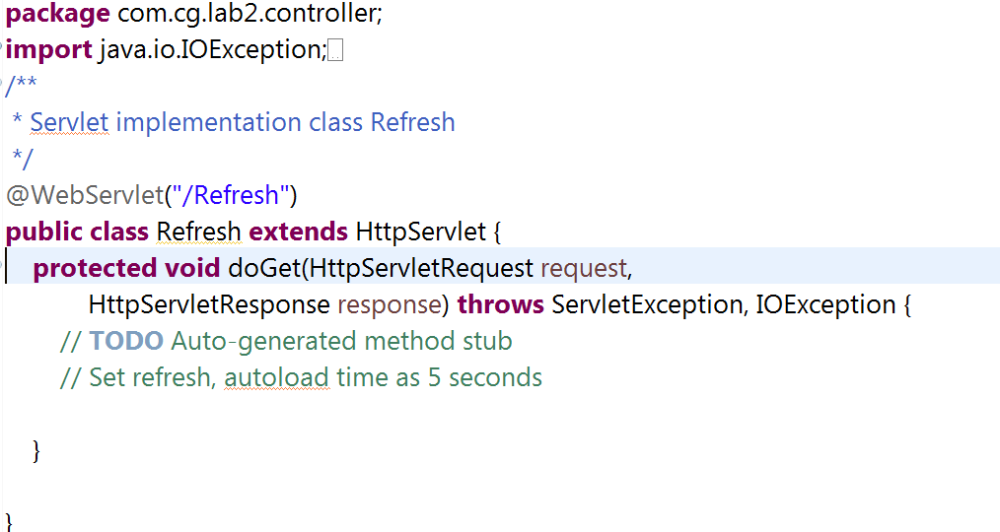 package com.cg.lab2.controller;
import java.io.IOException;
/**
 * Servlet implementation class Refresh
 */
@WebServlet("/Refresh")
public class Refresh extends HttpServlet {
    protected void doGet(HttpServletRequest request,
            HttpServletResponse response) throws ServletException, IOException {
        // TODO Auto-generated method stub
        // Set refresh, autoload time as 5 seconds
    }
}